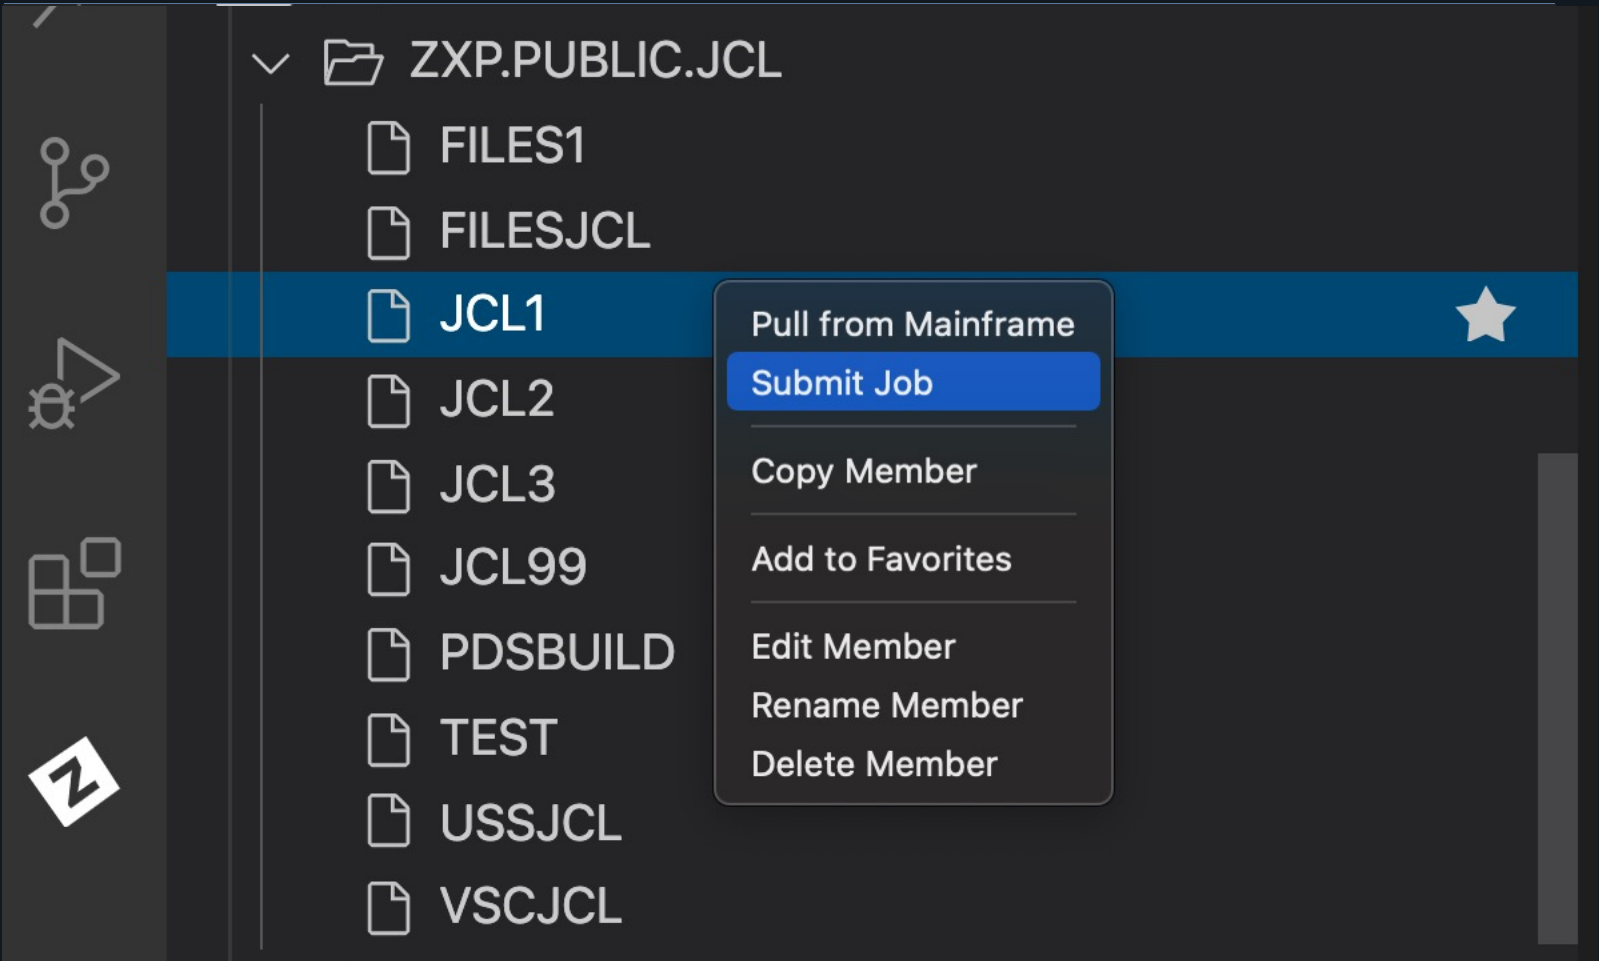 ZXP.PUBLIC.JCL
FILES1
FILESJCL
JCL1
JCL2
JCL3
JCL99
PDSBUILD
TEST
USSJCL
VSCJCL
Pull from Mainframe
Submit Job
Copy Member
Add to Favorites
Edit Member
Rename Member
Delete Member
Z